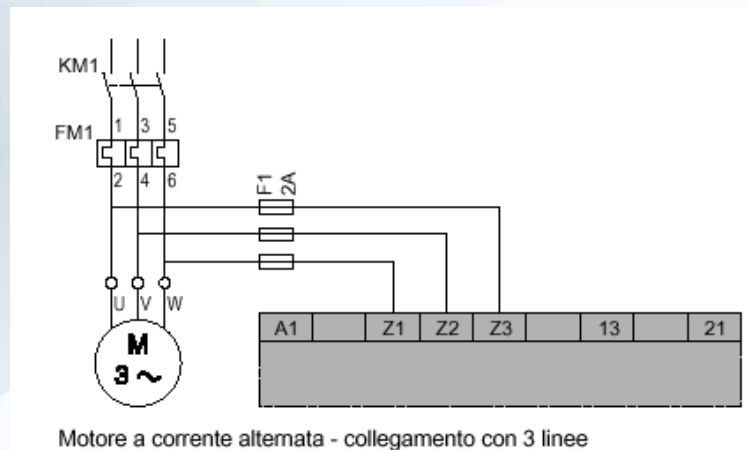 KM1
FM1
1 3 5
2 4 6
F1
2A
U V W
M
3 ~
A1 Z1 Z2 Z3 13 21
Motore a corrente alternata - collegamento con 3 linee